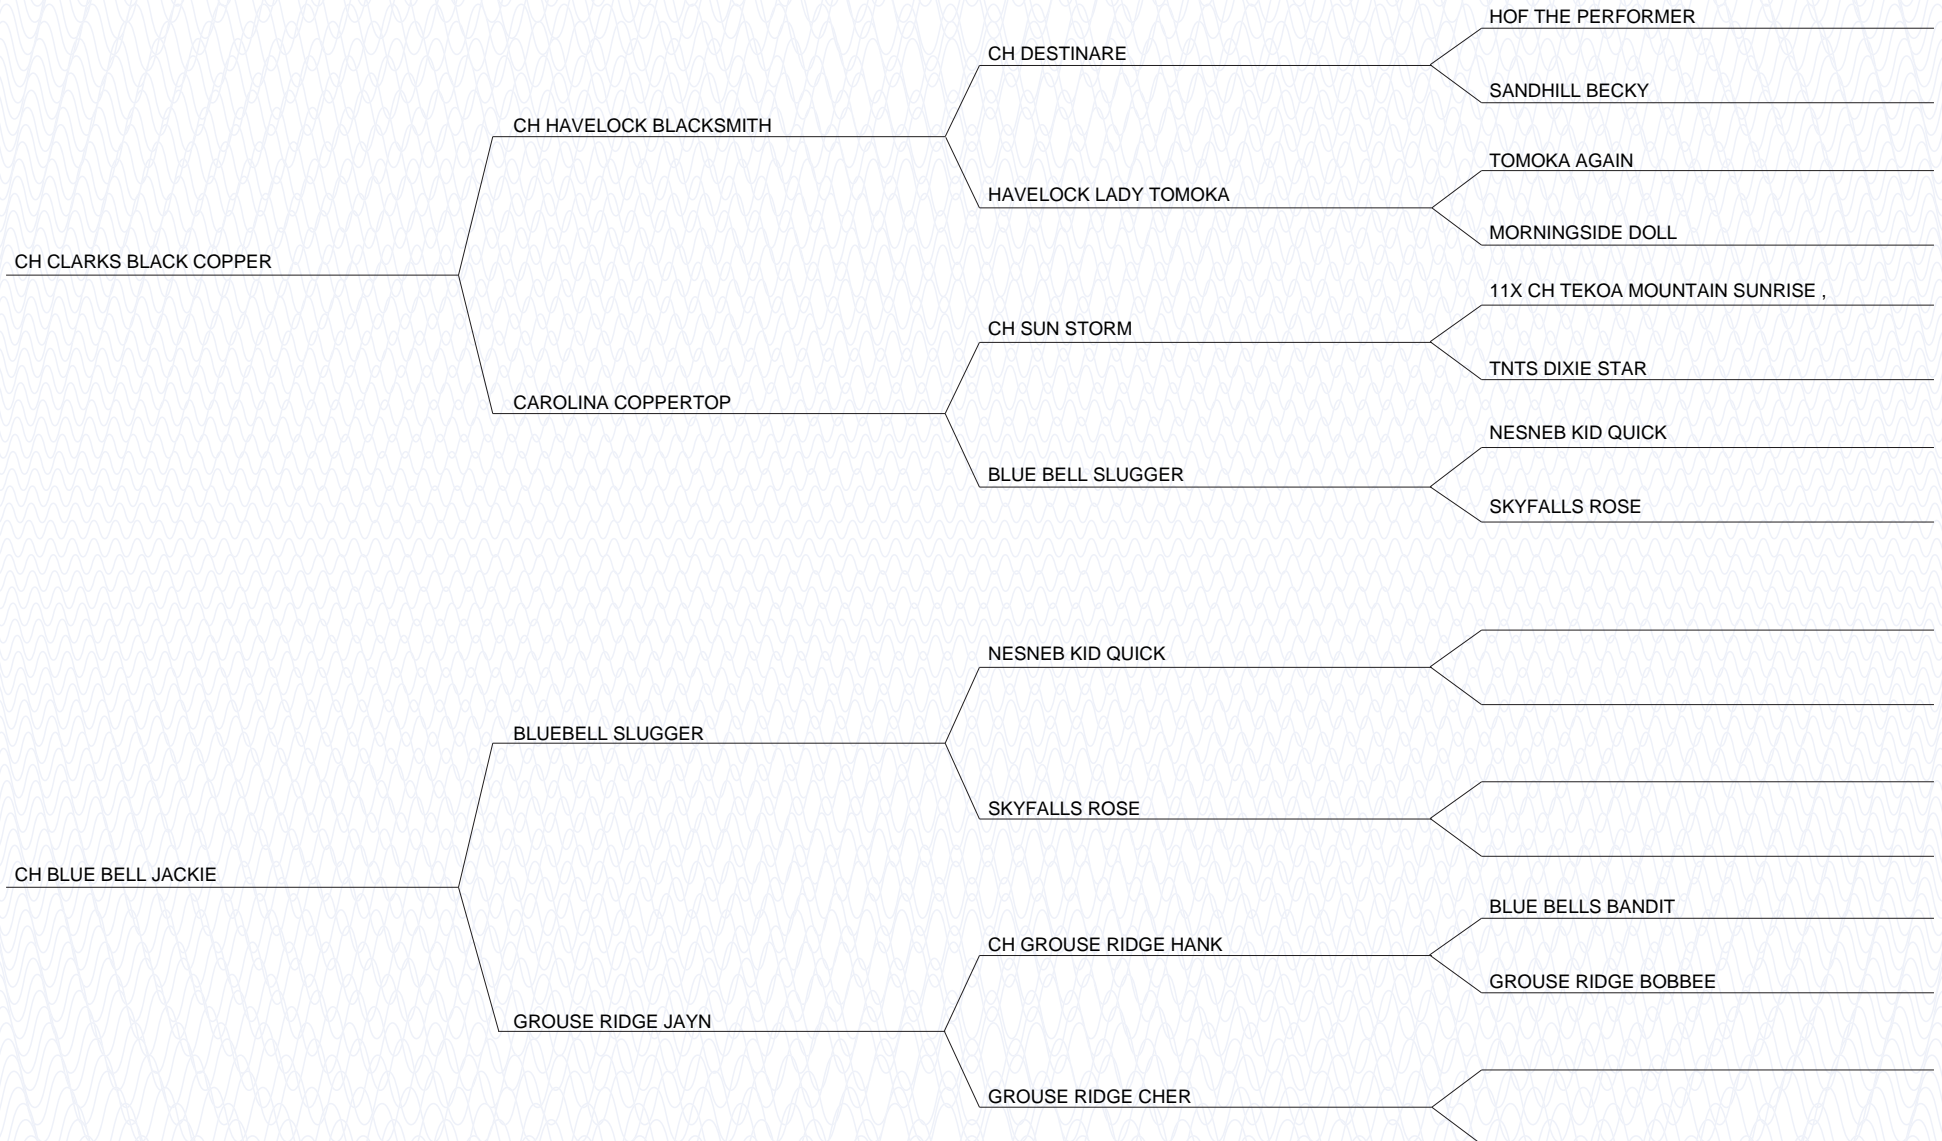 HOF THE PERFORMER
CH DESTINARE
SANDHILL BECKY
CH HAVELOCK BLACKSMITH
TOMOKA AGAIN
HAVELOCK LADY TOMOKA
MORNINGSIDE DOLL
CH CLARKS BLACK COPPER
11X CH TEKOA MOUNTAIN SUNRISE ,
CH SUN STORM
TNTS DIXIE STAR
CAROLINA COPPERTOP
NESNEB KID QUICK
BLUE BELL SLUGGER
SKYFALLS ROSE
NESNEB KID QUICK
BLUEBELL SLUGGER
SKYFALLS ROSE
CH BLUE BELL JACKIE
BLUE BELLS BANDIT
CH GROUSE RIDGE HANK
GROUSE RIDGE BOBBEE
GROUSE RIDGE JAYN
GROUSE RIDGE CHER